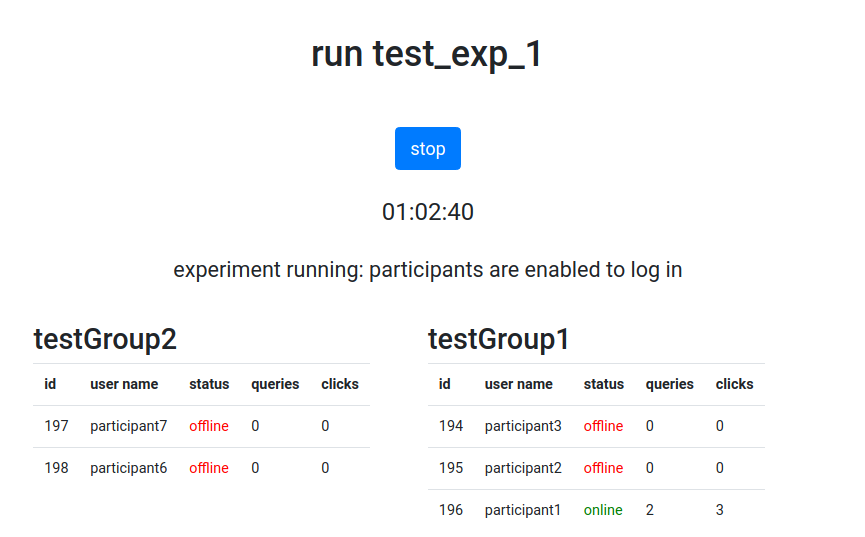 run test_exp_1
stop
01:02:40
experiment running: participants are enabled to log in
testGroup2
id user name status queries clicks
197 participant7 offline 0 0
198 participant6 offline 0 0
testGroup1
id user name status queries clicks
194 participant3 offline 0 0
195 participant2 offline 0 0
196 participant1 online 2 3